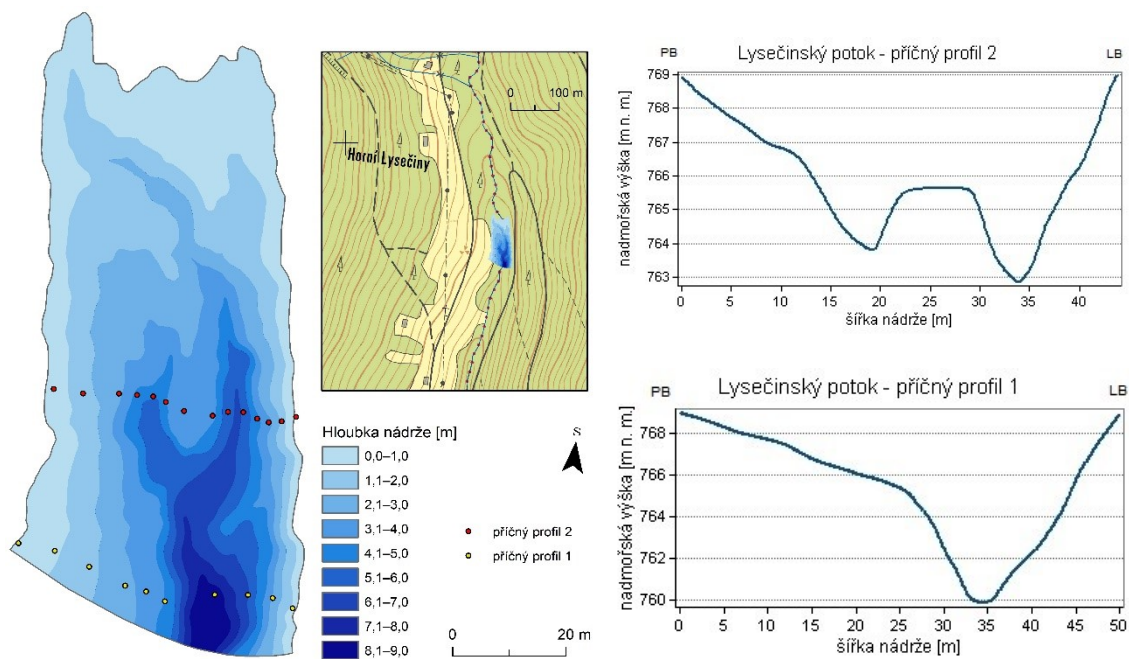 0
100 m
Horní Lysečiny
Hloubka nádrže [m]
0,0–1,0
1,1–2,0
2,1–3,0
3,1–4,0
4,1–5,0
5,1–6,0
6,1–7,0
7,1–8,0
8,1–9,0
S
příčný profil 2
příčný profil 1
0
20 m
PB
Lysečinský potok - příčný profil 2
LB
nadmořská výška [m n. m.]
769
768
767
766
765
764
763
0 5 10 15 20 25 30 35 40
šířka nádrže [m]
PB
Lysečinský potok - příčný profil 1
LB
nadmořská výška [m n. m.]
768
766
764
762
760
0 5 10 15 20 25 30 35 40 45 50
šířka nádrže [m]